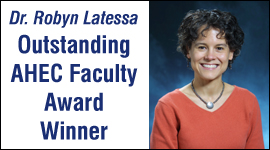 Dr. Robyn Latessa
Outstanding
AHEC Faculty
Award
Winner